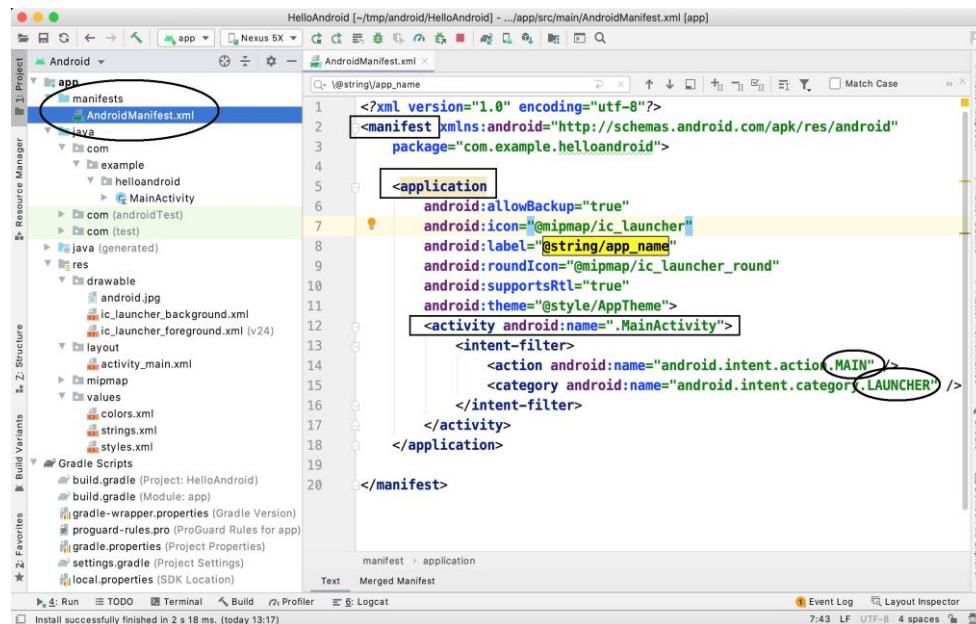 HelloAndroid [~/tmp/android/HelloAndroid] - .../app/src/main/AndroidManifest.xml [app]
app
Nexus 5X
Android
AndroidManifest.xml
1: Project
Resource Manager
Z: Structure
Build Variants
2: Favorites
app
manifests
AndroidManifest.xml
java
com
example
helloandroid
MainActivity
com (androidTest)
com (test)
java (generated)
res
drawable
android.jpg
ic_launcher_background.xml
ic_launcher_foreground.xml (v24)
layout
activity_main.xml
mipmap
values
colors.xml
strings.xml
styles.xml
Gradle Scripts
build.gradle (Project: HelloAndroid)
build.gradle (Module: app)
gradle-wrapper.properties (Gradle Version)
proguard-rules.pro (ProGuard Rules for app)
gradle.properties (Project Properties)
settings.gradle (Project Settings)
local.properties (SDK Location)
\@string\/app_name
Match Case
1 <?xml version="1.0" encoding="utf-8"?>
2 <manifest xmlns:android="http://schemas.android.com/apk/res/android"
3 package="com.example.helloandroid">
4
5 <application
6 android:allowBackup="true"
7 android:icon="@mipmap/ic_launcher"
8 android:label="@string/app_name"
9 android:roundIcon="@mipmap/ic_launcher_round"
10 android:supportsRtl="true"
11 android:theme="@style/AppTheme">
12 <activity android:name=".MainActivity">
13 <intent-filter>
14 <action android:name="android.intent.action.MAIN" />
15 <category android:name="android.intent.category.LAUNCHER" />
16 </intent-filter>
17 </activity>
18 </application>
19
20 </manifest>
manifest › application
Text Merged Manifest
4: Run TODO Terminal Build Profiler 6: Logcat
1 Event Log Layout Inspector
Install successfully finished in 2 s 18 ms. (today 13:17)
7:43 LF UTF-8 4 spaces